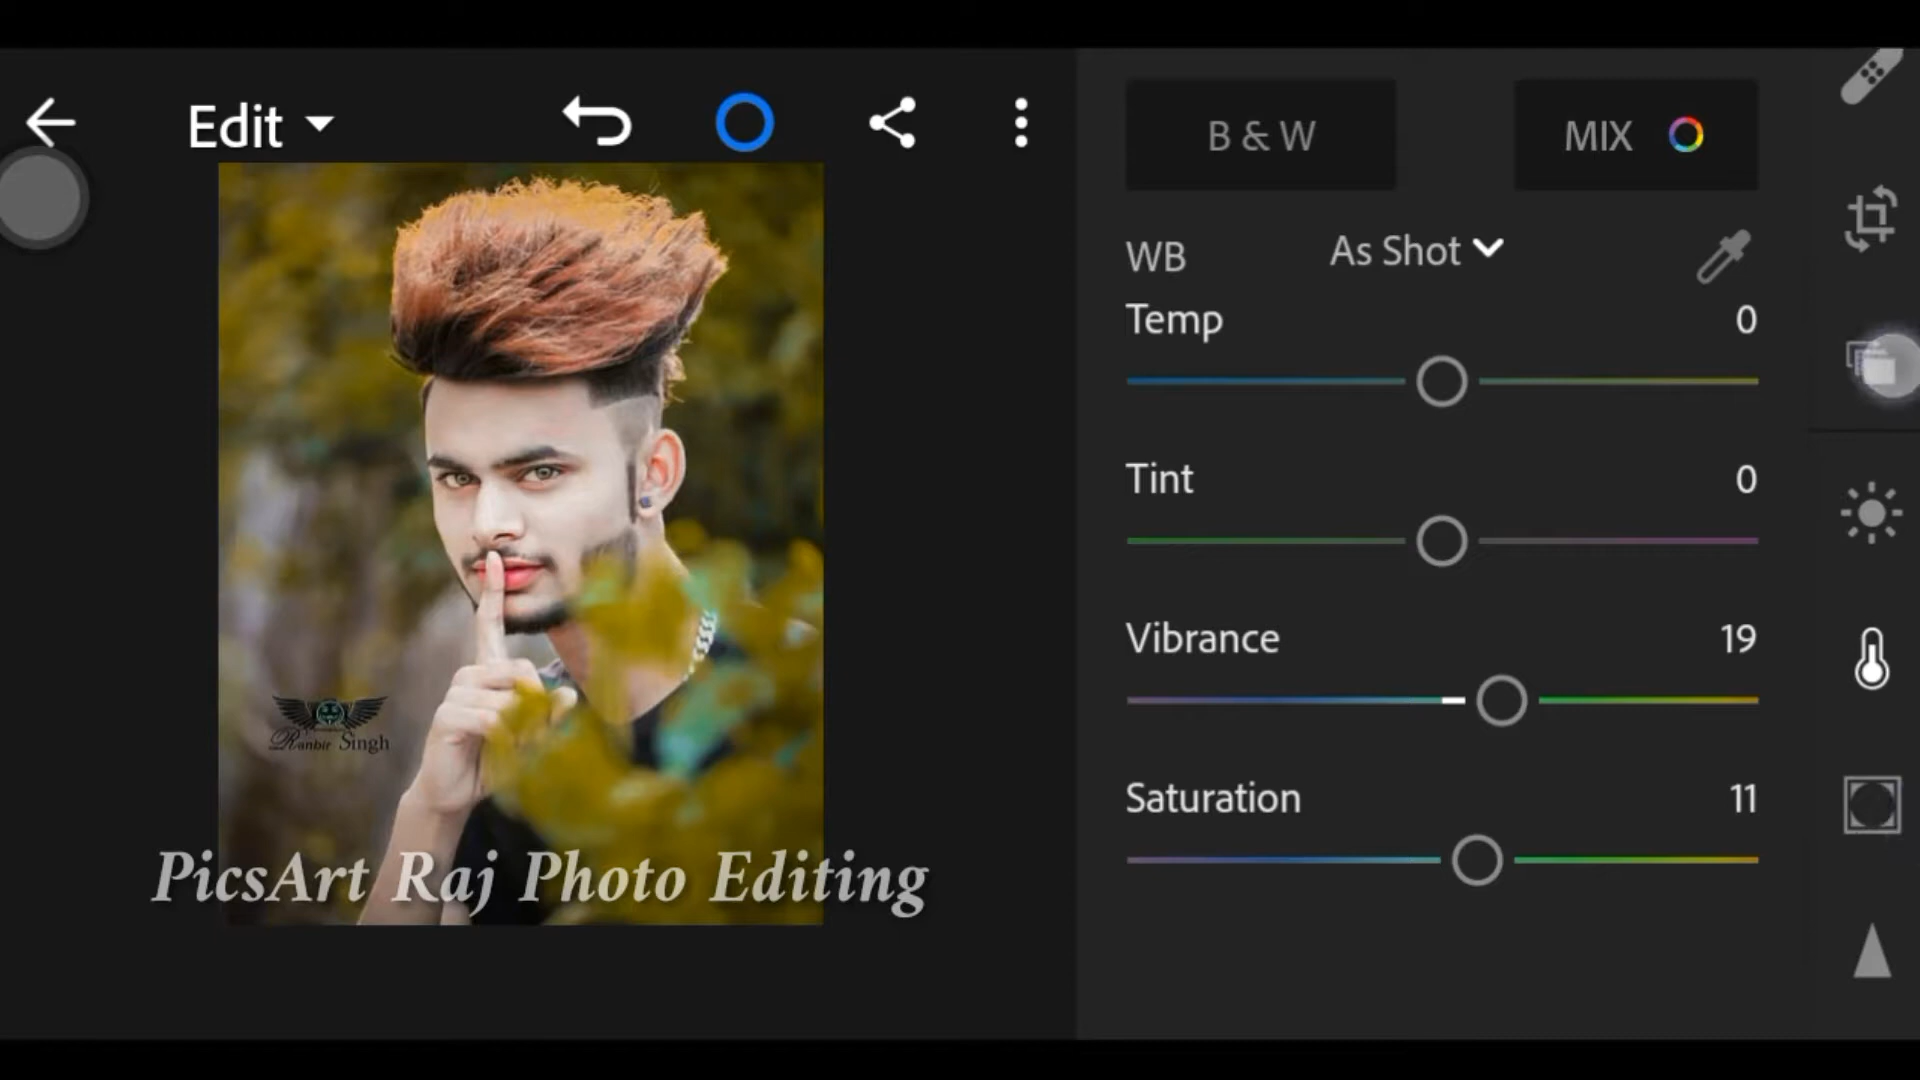 Edit
B & W
MIX
WB
As Shot
Temp
0
Tint
0
Vibrance
19
Saturation
11
Ranbir Singh
PicsArt Raj Photo Editing